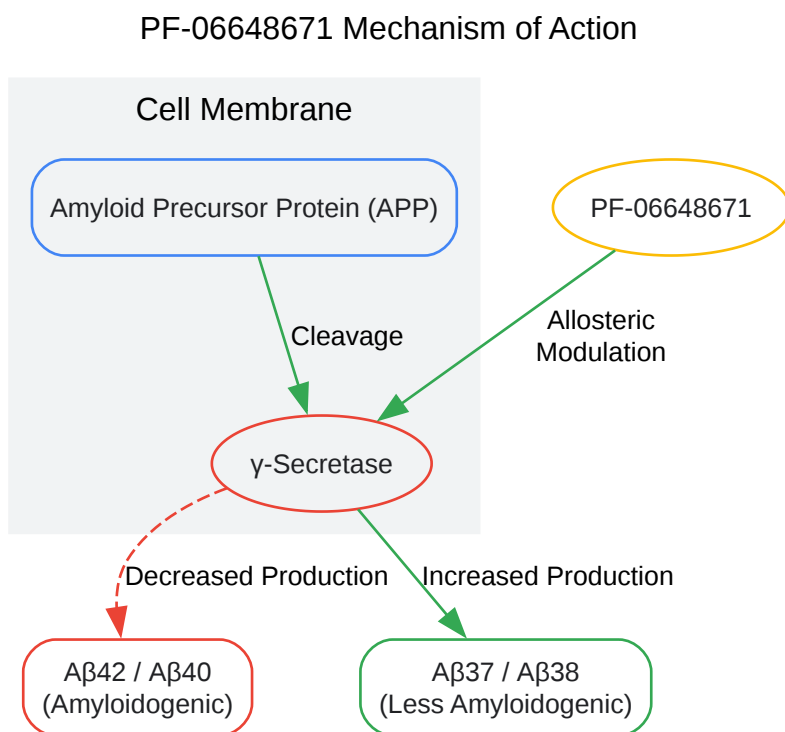 PF-06648671 Mechanism of Action
Cell Membrane
Amyloid Precursor Protein (APP)
PF-06648671
Cleavage
Allosteric
Modulation
γ-Secretase
Decreased Production
Increased Production
Aβ42 / Aβ40
(Amyloidogenic)
Aβ37 / Aβ38
(Less Amyloidogenic)